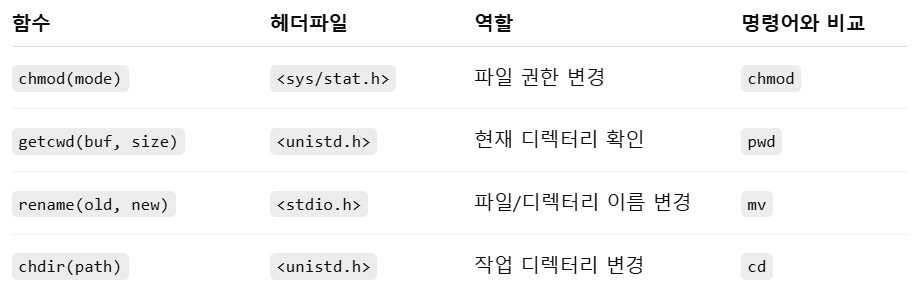 함수 헤더파일 역할 명령어와 비교
chmod(mode) <sys/stat.h> 파일 권한 변경 chmod
getcwd(buf, size) <unistd.h> 현재 디렉터리 확인 pwd
rename(old, new) <stdio.h> 파일/디렉터리 이름 변경 mv
chdir(path) <unistd.h> 작업 디렉터리 변경 cd